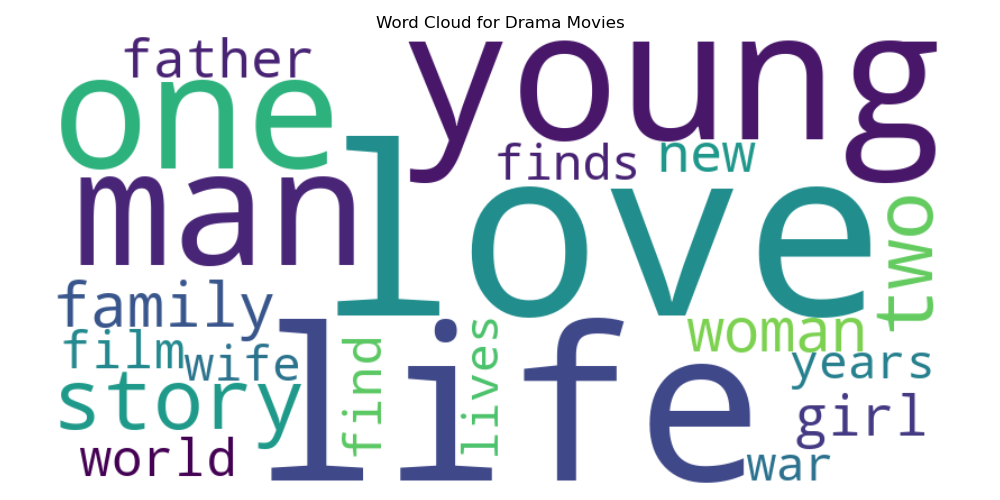 Word Cloud for Drama Movies
father
young
one
finds
new
man
love
two
family
life
woman
film
wife
find
lives
years
story
girl
world
war